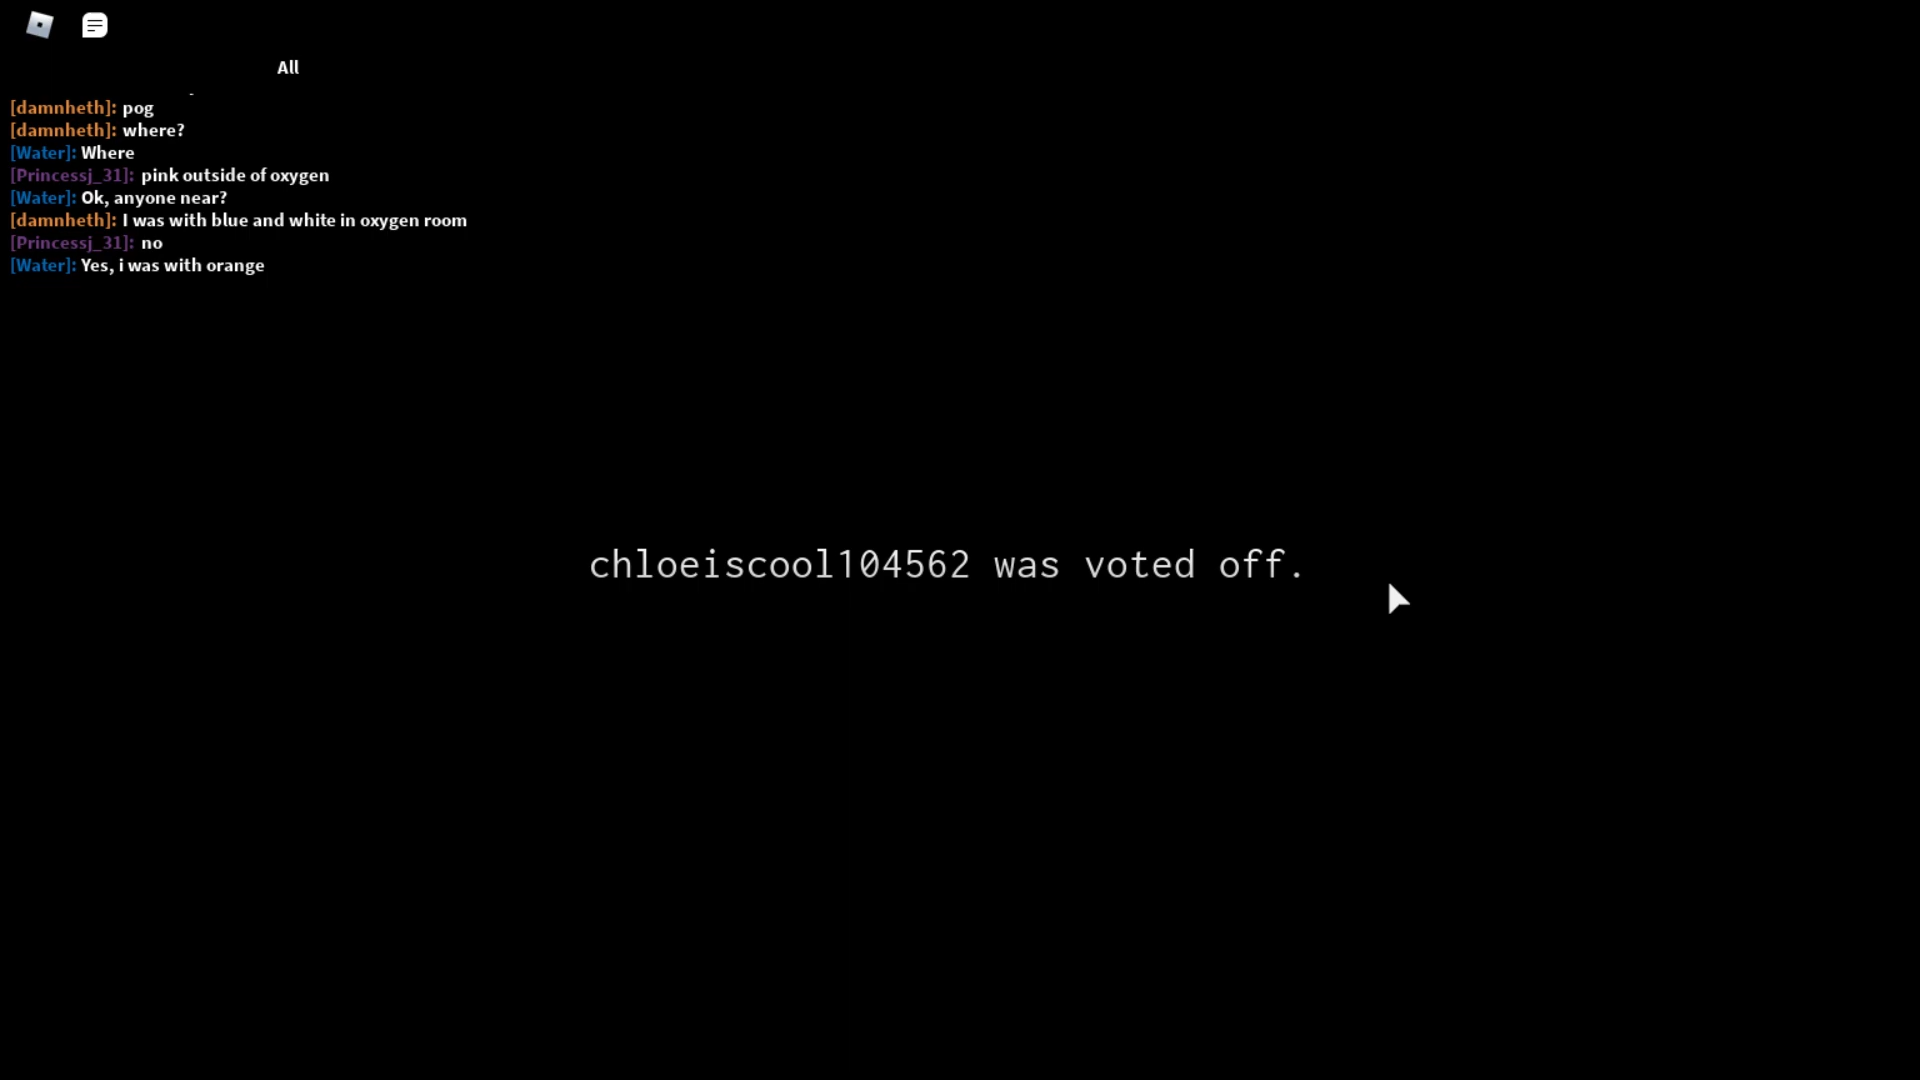 All
[damnheth]: pog
[damnheth]: where?
[Water]: Where
[Princessj_31]: pink outside of oxygen
[Water]: Ok, anyone near?
[damnheth]: I was with blue and white in oxygen room
[Princessj_31]: no
[Water]: Yes, i was with orange
chloeiscool104562 was voted off.